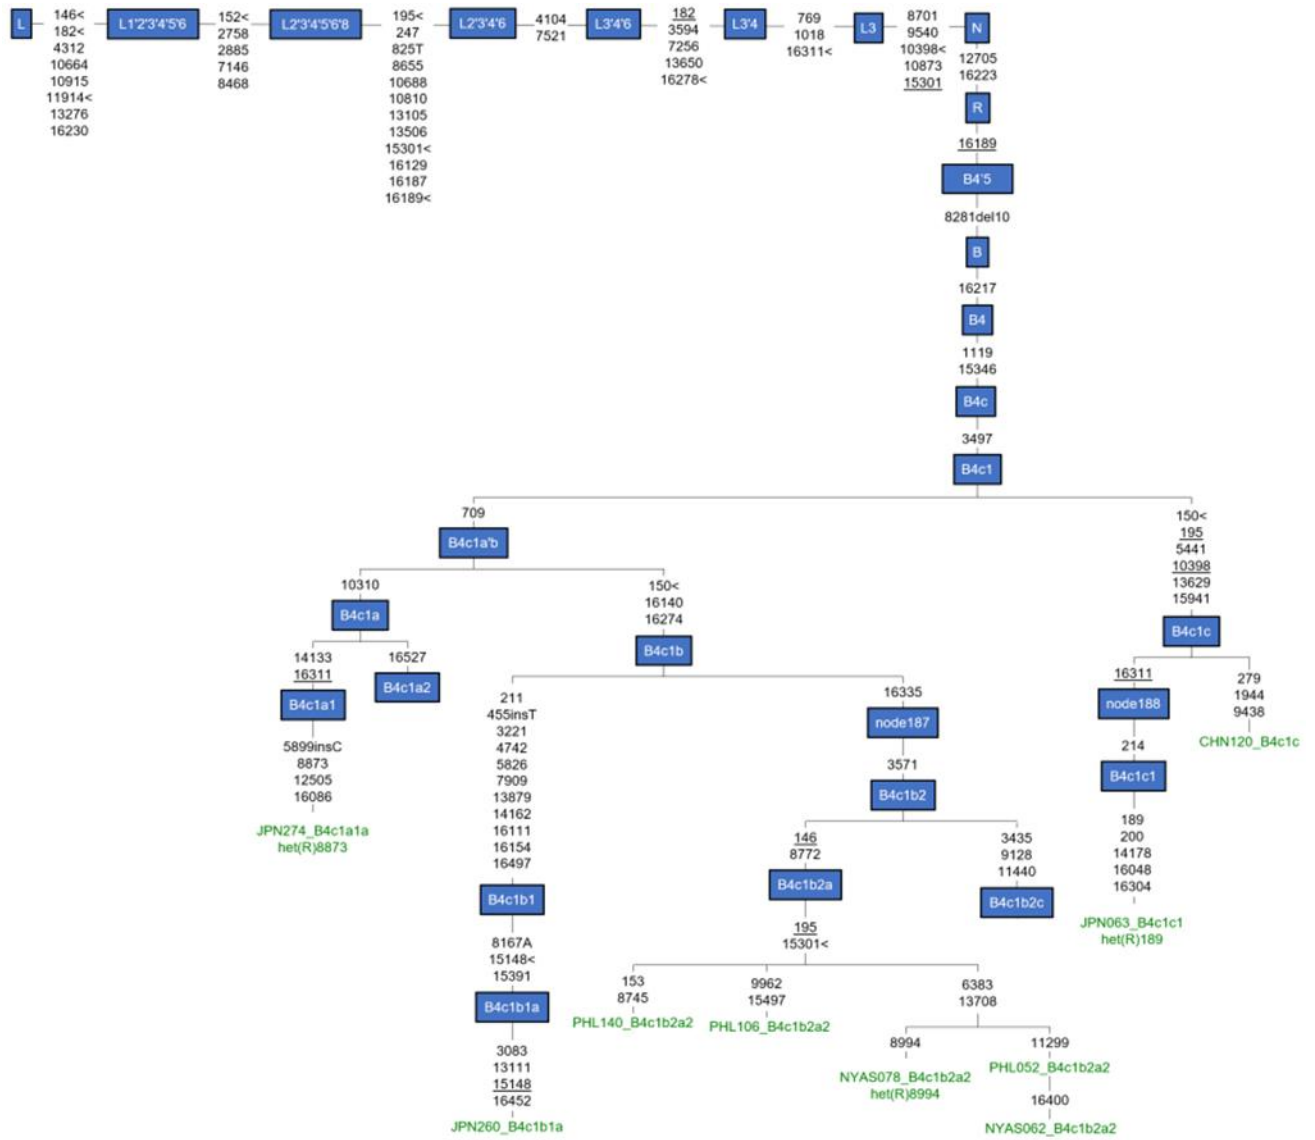 L
146<
182<
4312
10664
10915
11914<
13276
16230
L1'2'3'4'5'6
152<
2758
2885
7146
8468
L2'3'4'5'6'8
195<
247
825T
8655
10688
10810
13105
13506
15301<
16129
16187
16189<
L2'3'4'6
4104
7521
L3'4'6
182
3594
7256
13650
16278<
L3'4
769
1018
16311<
L3
8701
9540
10398<
10873
15301
N
12705
16223
R
16189
B4'5
8281del10
B
16217
B4
1119
15346
B4c
3497
B4c1
709
B4c1a'b
10310
B4c1a
14133
16311
B4c1a1
5899insC
8873
12505
16086
JPN274_B4c1a1a
het(R)8873
16527
B4c1a2
150<
16140
16274
B4c1b
211
455insT
3221
4742
5826
7909
13879
14162
16111
16154
16497
B4c1b1
8167A
15148<
15391
B4c1b1a
3083
13111
15148
16452
JPN260_B4c1b1a
16335
node187
3571
B4c1b2
146
8772
B4c1b2a
195
15301<
153
8745
PHL140_B4c1b2a2
9962
15497
PHL106_B4c1b2a2
6383
13708
8994
NYAS078_B4c1b2a2
het(R)8994
11299
PHL052_B4c1b2a2
16400
NYAS062_B4c1b2a2
3435
9128
11440
B4c1b2c
150<
195
5441
10398
13629
15941
B4c1c
16311
node188
214
B4c1c1
189
200
14178
16048
16304
JPN063_B4c1c1
het(R)189
279
1944
9438
CHN120_B4c1c